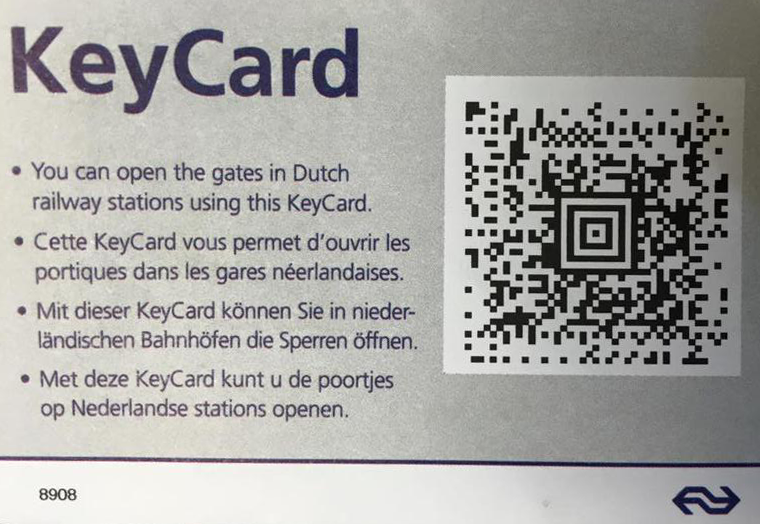 KeyCard
• You can open the gates in Dutch
railway stations using this KeyCard.
• Cette KeyCard vous permet d'ouvrir les
portiques dans les gares néerlandaises.
• Mit dieser KeyCard können Sie in nieder-
ländischen Bahnhöfen die Sperren öffnen.
• Met deze KeyCard kunt u de poortjes
op Nederlandse stations openen.
8908